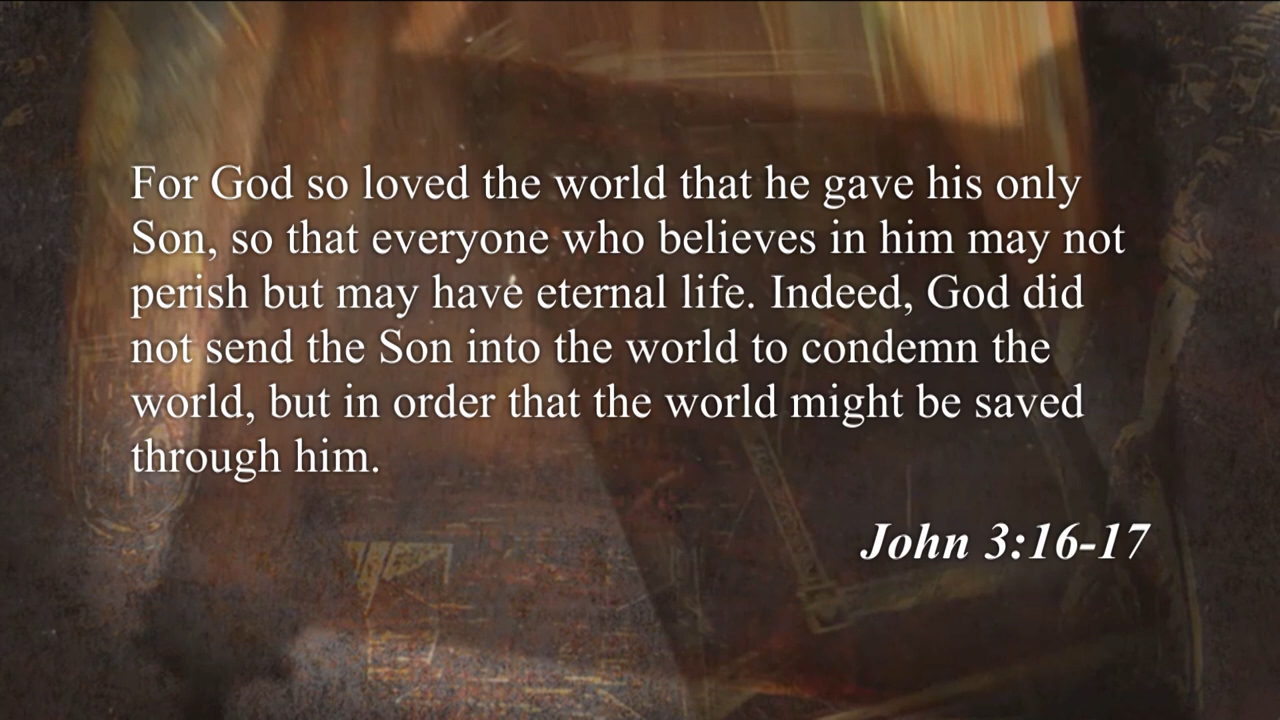 For God so loved the world that he gave his only
Son, so that everyone who believes in him may not
perish but may have eternal life. Indeed, God did
not send the Son into the world to condemn the
world, but in order that the world might be saved
through him.
John 3:16-17